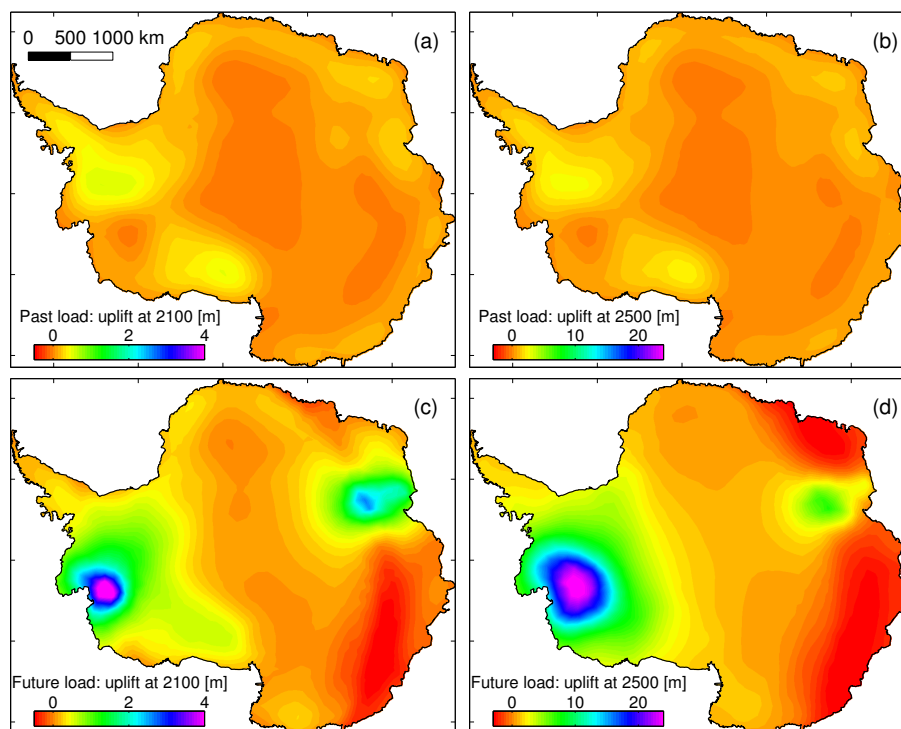 (a)
0 500 1000 km
Past load: uplift at 2100 [m]
0 2 4
(b)
Past load: uplift at 2500 [m]
0 10 20
(c)
Future load: uplift at 2100 [m]
0 2 4
(d)
Future load: uplift at 2500 [m]
0 10 20